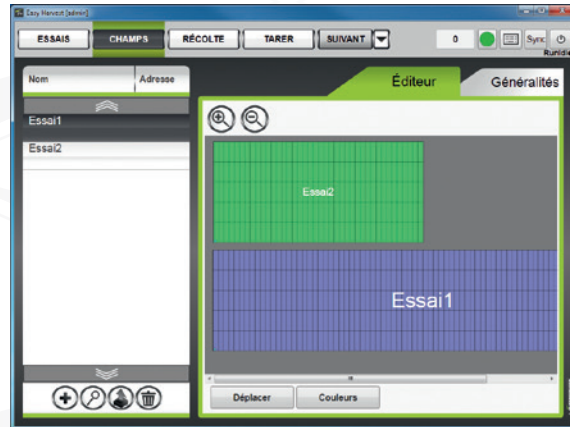 Easy Harvest [admin]
ESSAIS CHAMPS RÉCOLTE TARER SUIVANT 0 Sync
Runidle
Nom Adresse
Éditeur Généralités
Essai1
Essai2
Essai2
Essai1
Déplacer Couleurs